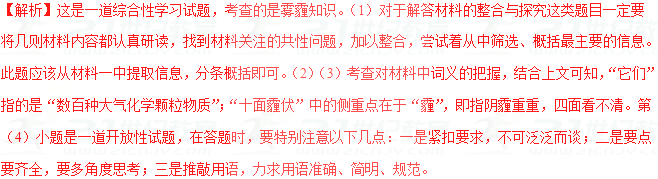 【解析】这是一道综合性学习试题，考查的是雾霾知识。（1）对于解答材料的整合与探究这类题目一定要
将几则材料内容都认真研读，找到材料关注的共性问题，加以整合，尝试着从中筛选、概括最主要的信息。
此题应该从材料一中提取信息，分条概括即可。（2）（3）考查对材料中词义的把握，结合上文可知，“它们”
指的是“数百种大气化学颗粒物质”；“十面霾伏”中的侧重点在于“霾”，即指阴霾重重，四面看不清。第
（4）小题是一道开放性试题，在答题时，要特别注意以下几点：一是紧扣要求，不可泛泛而谈；二是要点
要齐全，要多角度思考；三是推敲用语，力求用语准确、简明、规范。